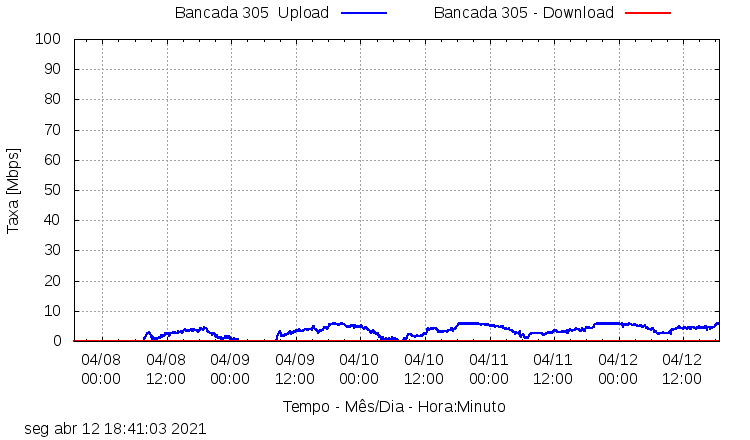 Bancada 305 Upload
Bancada 305 - Download
Taxa [Mbps]
100
90
80
70
60
50
40
30
20
10
0
04/08 04/08 04/09 04/09 04/10 04/10 04/11 04/11 04/12 04/12
00:00 12:00 00:00 12:00 00:00 12:00 00:00 12:00 00:00 12:00
Tempo - Mês/Dia - Hora:Minuto
seg abr 12 18:41:03 2021